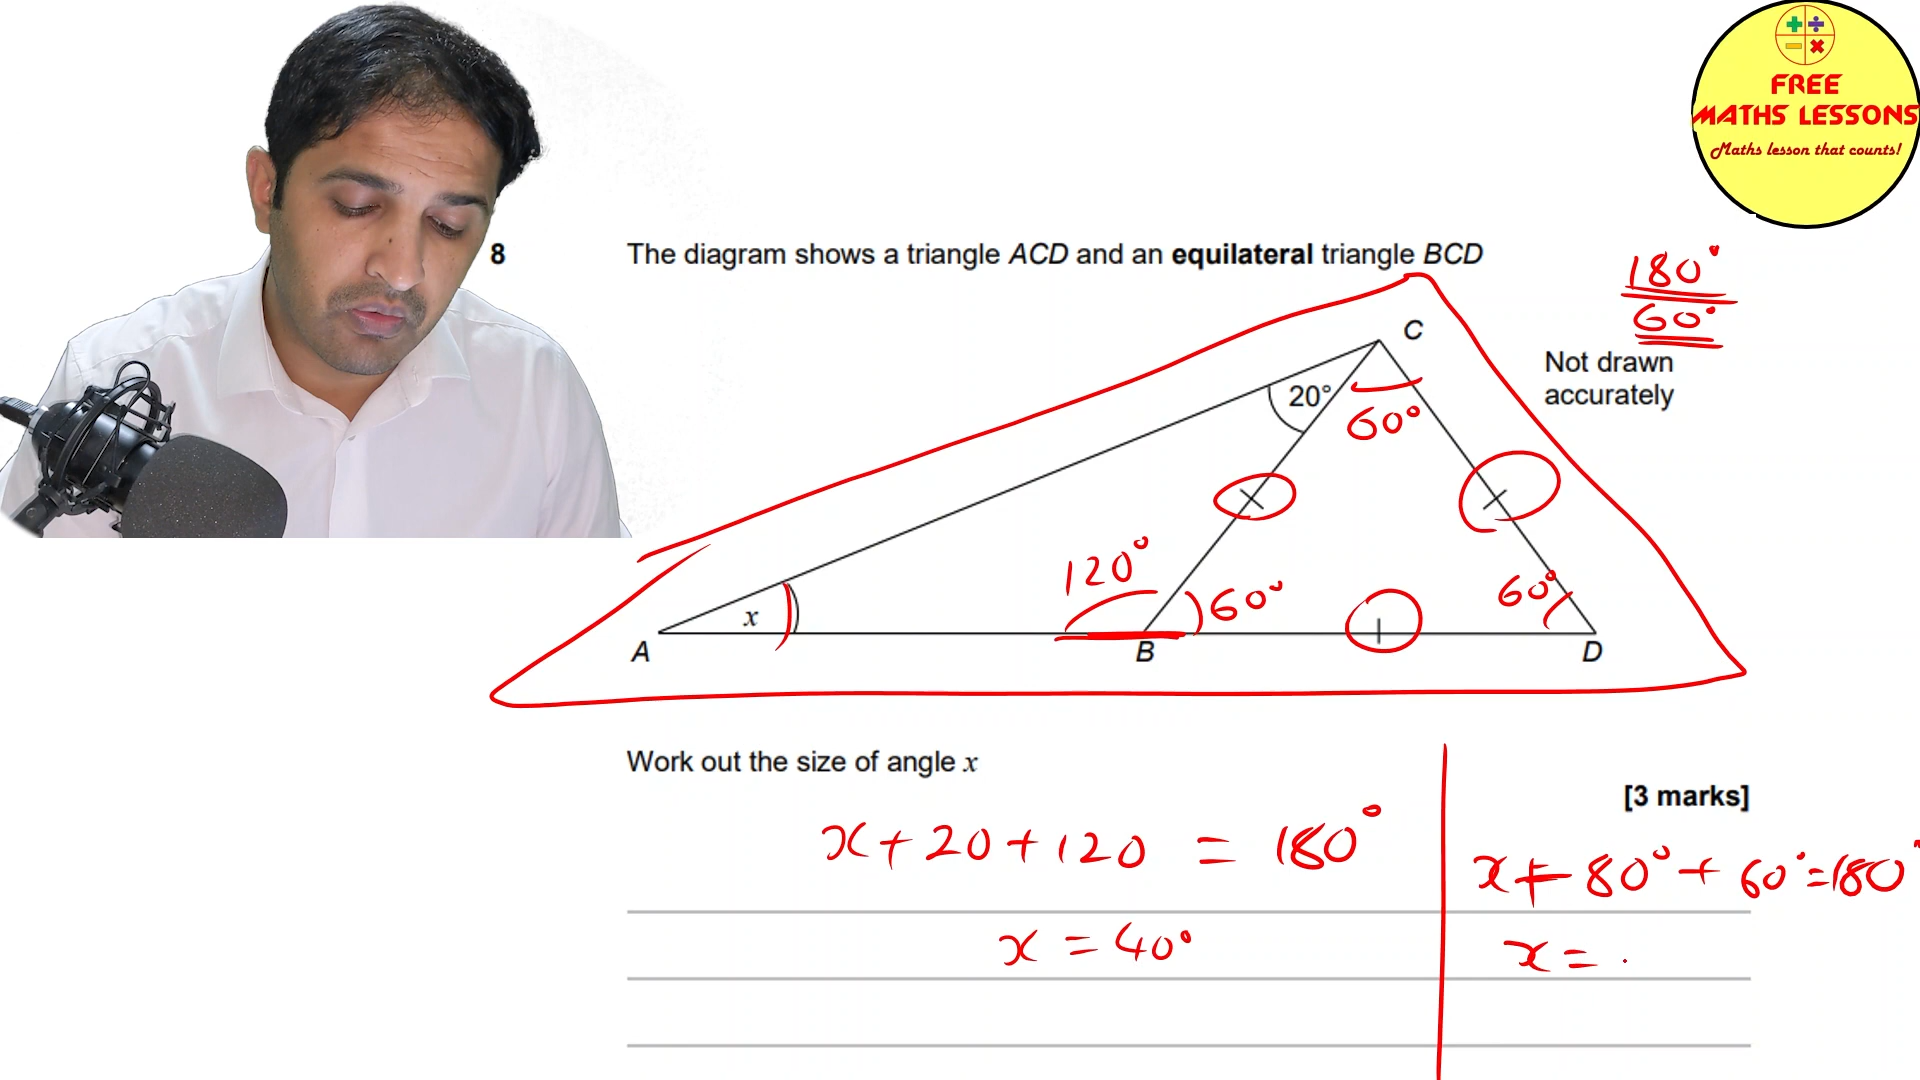 FREE
MATHS LESSONS
Maths lesson that counts!
8 The diagram shows a triangle ACD and an equilateral triangle BCD
180°
60°
C
Not drawn
accurately
20°
60°
120°
60°
60°
x
A B D
Work out the size of angle x
[3 marks]
x + 20 + 120 = 180°
x + 80° + 60° = 180°
x = 40°
x = .